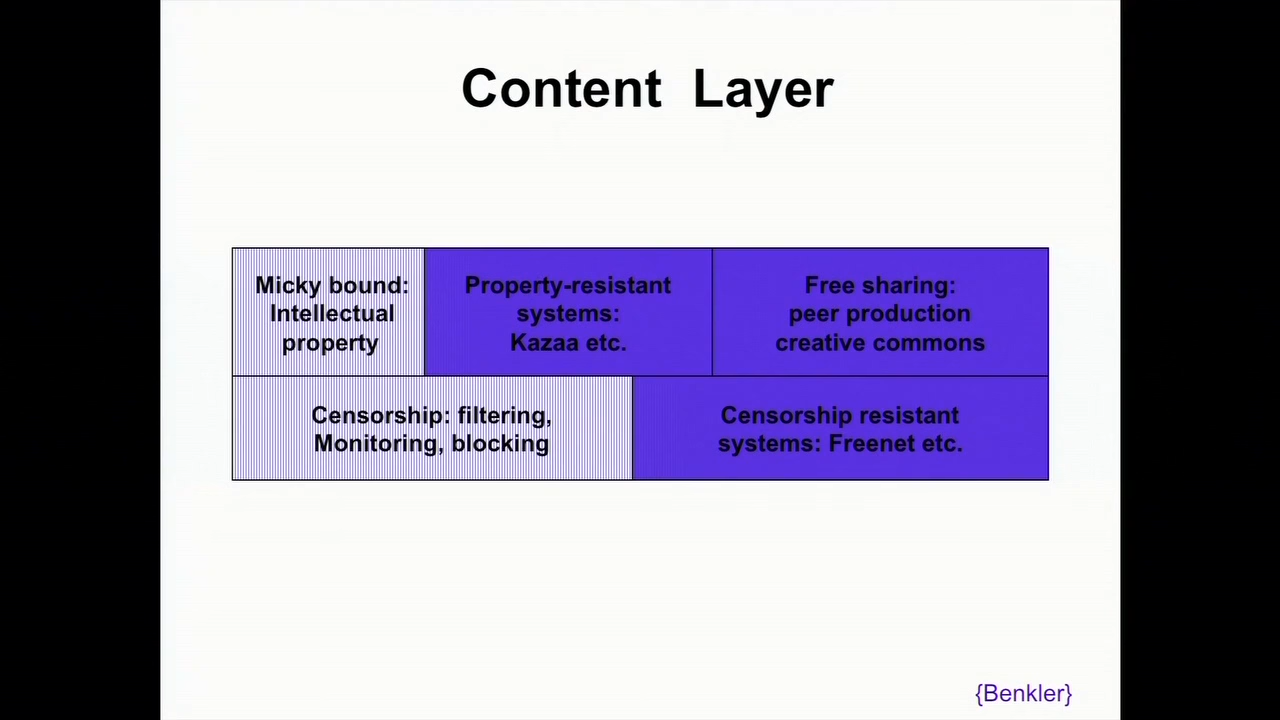 Content Layer
Micky bound:
Intellectual
property
Property-resistant
systems:
Kazaa etc.
Free sharing:
peer production
creative commons
Censorship: filtering,
Monitoring, blocking
Censorship resistant
systems: Freenet etc.
{Benkler}